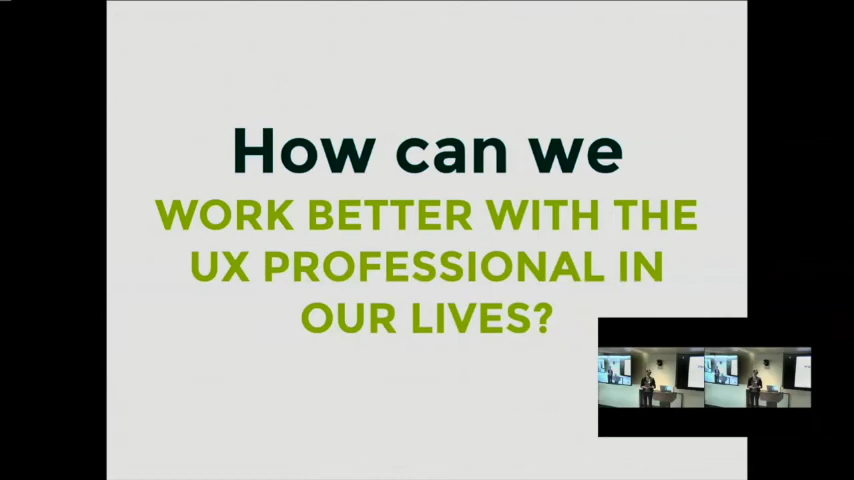 How can we
WORK BETTER WITH THE
UX PROFESSIONAL IN
OUR LIVES?